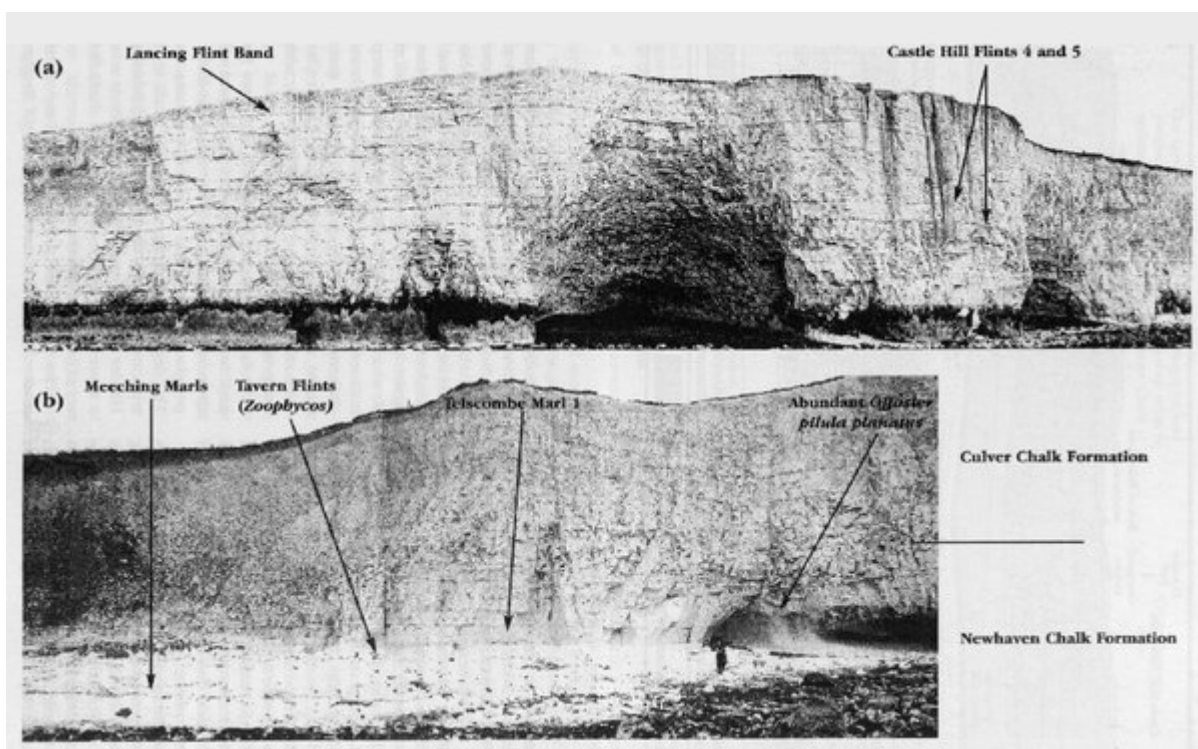 Lancing Flint Band
Castle Hill Flints 4 and 5
(a)
Meeching Marls
Tavern Flints
(Zoophycos)
(b)
Telscombe Marl 1
Abundant Offaster
pilula planatus
Culver Chalk Formation
Newhaven Chalk Formation